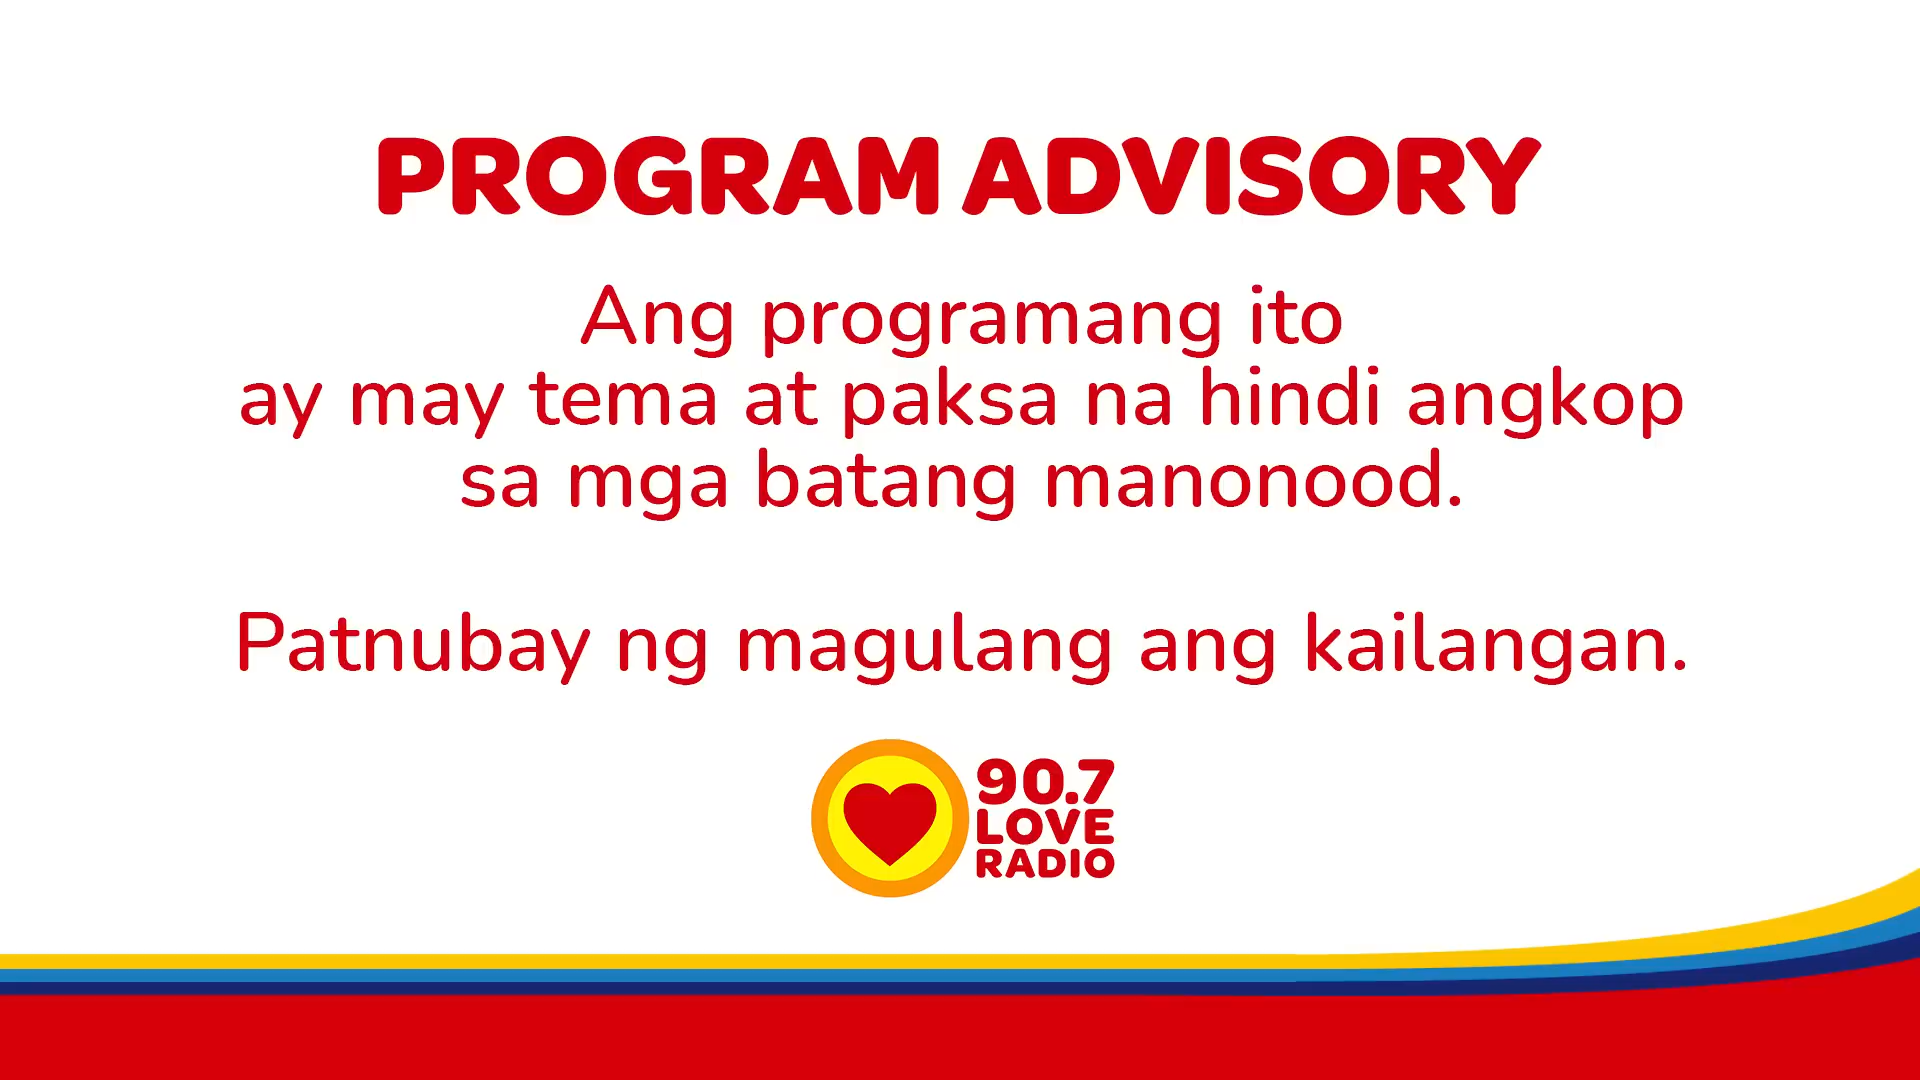 PROGRAM ADVISORY
Ang programang ito
ay may tema at paksa na hindi angkop
sa mga batang manonood.
Patnubay ng magulang ang kailangan.
90.7
LOVE
RADIO